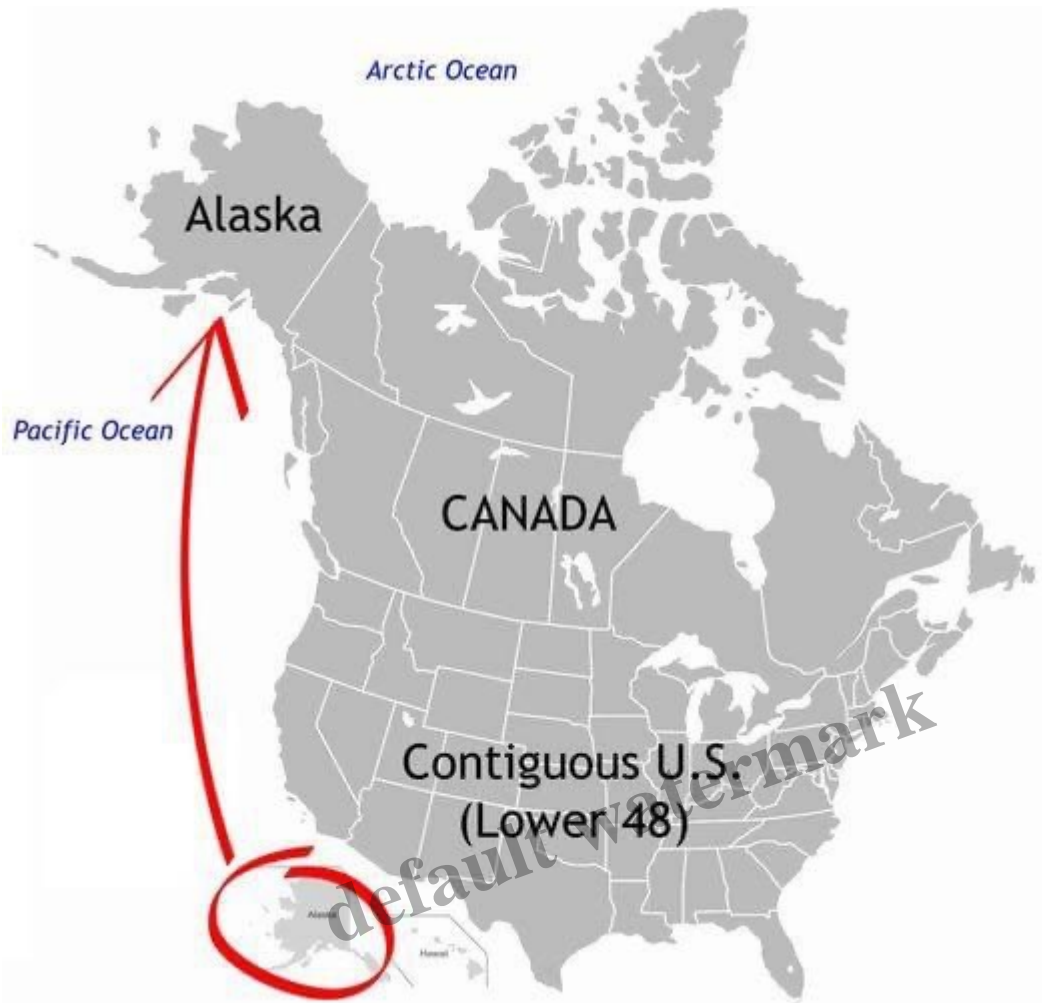 Arctic Ocean
Alaska
Pacific Ocean
CANADA
Contiguous U.S.
(Lower 48)
default watermark
Alaska
Hawaii